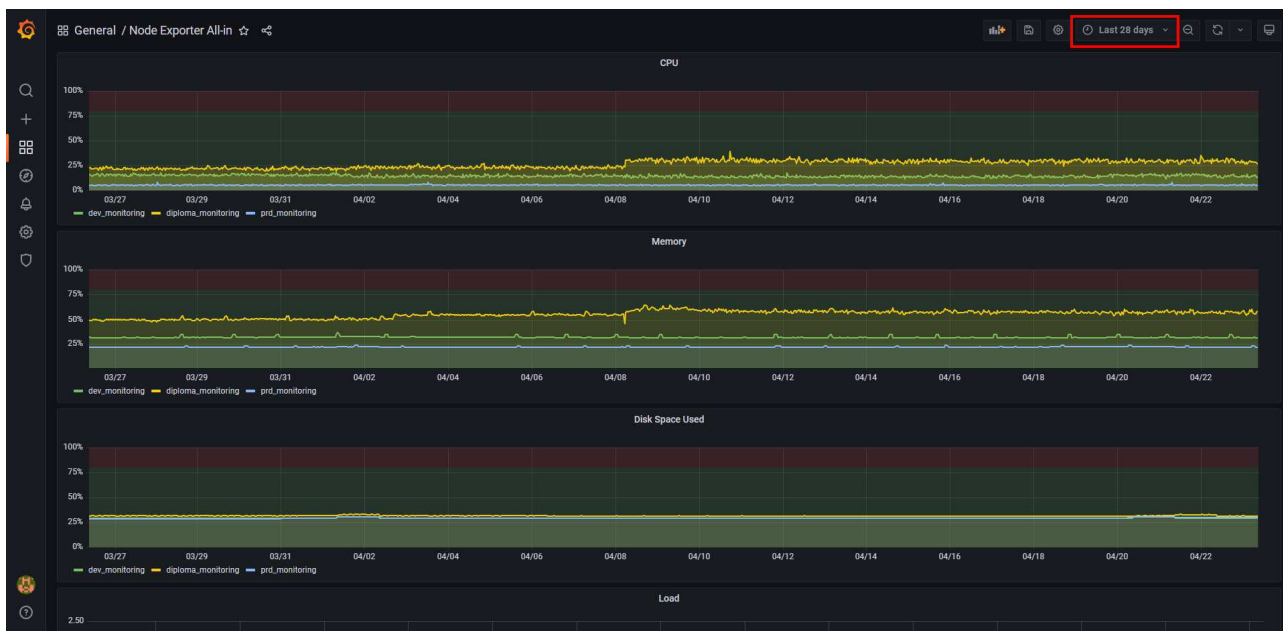 General / Node Exporter All-in
Last 28 days
CPU
100%
75%
50%
25%
0%
03/27 03/29 03/31 04/02 04/04 04/06 04/08 04/10 04/12 04/14 04/16 04/18 04/20 04/22
dev_monitoring diploma_monitoring prd_monitoring
Memory
100%
75%
50%
25%
03/27 03/29 03/31 04/02 04/04 04/06 04/08 04/10 04/12 04/14 04/16 04/18 04/20 04/22
dev_monitoring diploma_monitoring prd_monitoring
Disk Space Used
100%
75%
50%
25%
0%
03/27 03/29 03/31 04/02 04/04 04/06 04/08 04/10 04/12 04/14 04/16 04/18 04/20 04/22
dev_monitoring diploma_monitoring prd_monitoring
Load
2.50